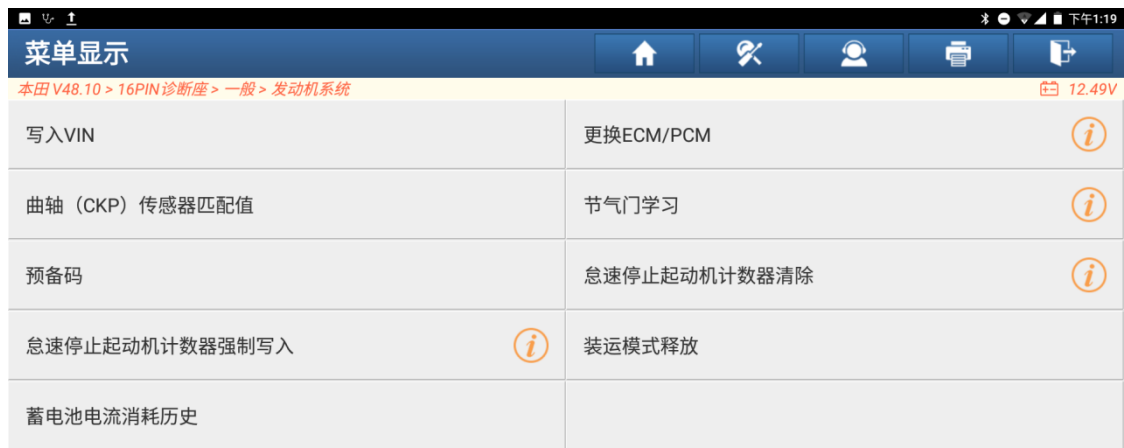 下午1:19
菜单显示
本田 V48.10 > 16PIN诊断座 > 一般 > 发动机系统
12.49V
写入VIN
更换ECM/PCM
曲轴（CKP）传感器匹配值
节气门学习
预备码
怠速停止起动机计数器清除
怠速停止起动机计数器强制写入
装运模式释放
蓄电池电流消耗历史